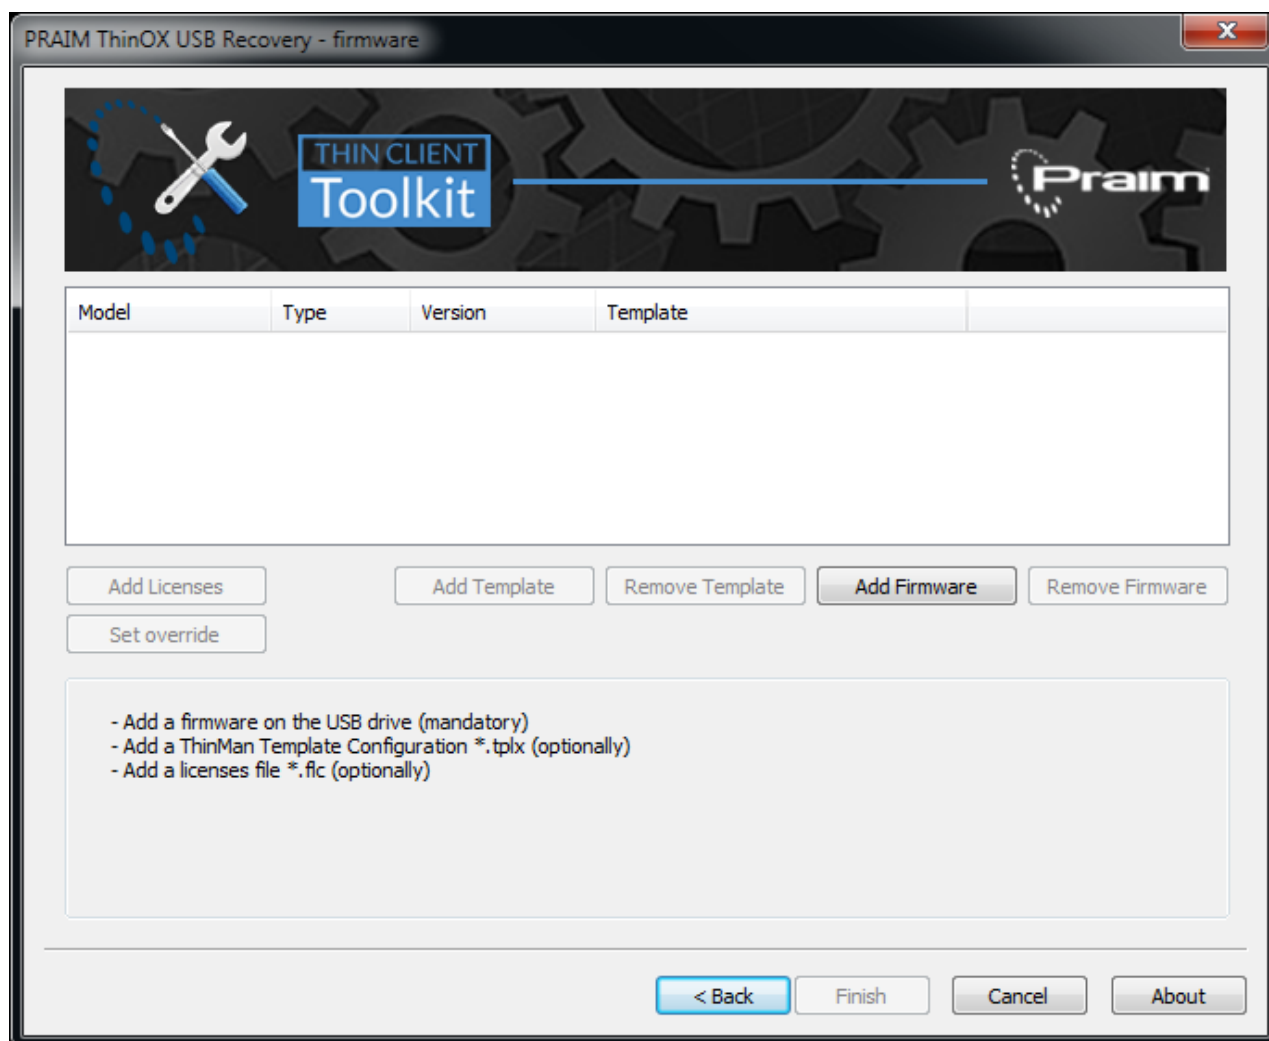 PRAIM ThinOX USB Recovery - firmware
THIN CLIENT
Toolkit
Praim
Model Type Version Template
Add Licenses Add Template Remove Template Add Firmware Remove Firmware
Set override
- Add a firmware on the USB drive (mandatory)
- Add a ThinMan Template Configuration *.tplx (optionally)
- Add a licenses file *.flc (optionally)
< Back Finish Cancel About